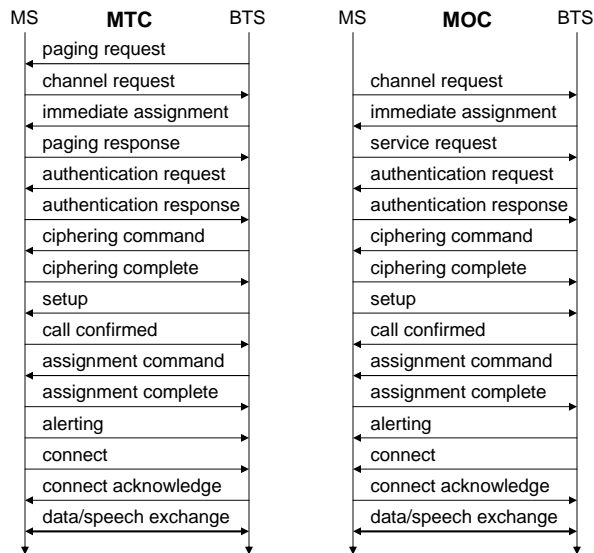 MS MTC BTS
paging request
channel request
immediate assignment
paging response
authentication request
authentication response
ciphering command
ciphering complete
setup
call confirmed
assignment command
assignment complete
alerting
connect
connect acknowledge
data/speech exchange
MS MOC BTS
channel request
immediate assignment
service request
authentication request
authentication response
ciphering command
ciphering complete
setup
call confirmed
assignment command
assignment complete
alerting
connect
connect acknowledge
data/speech exchange